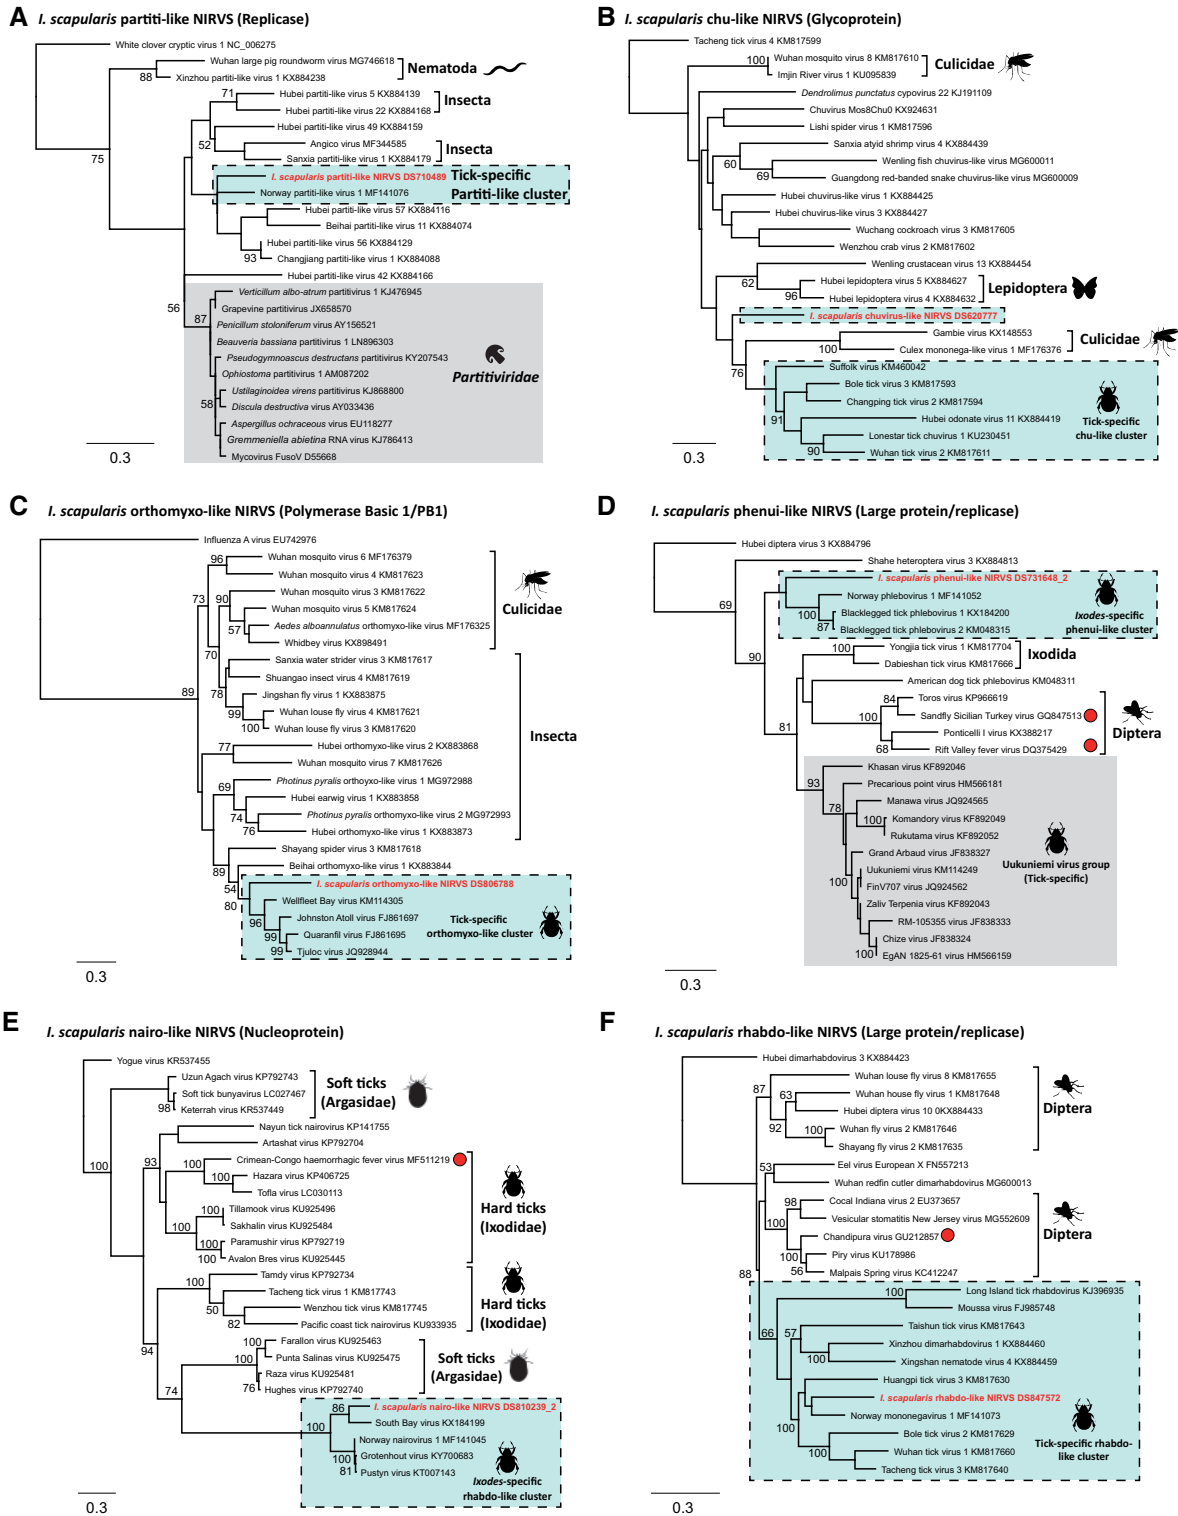 A
I. scapularis partiti-like NIRVS (Replicase)
White clover cryptic virus 1 NC_006275
Wuhan large pig roundworm virus MG746618
88
Xinzhou partiti-like virus 1 KX884238
Nematoda
71
Hubei partiti-like virus 5 KX884139
Hubei partiti-like virus 22 KX884168
Insecta
Hubei partiti-like virus 49 KX884159
52
Angico virus MF344585
Sanxia partiti-like virus 1 KX884179
Insecta
75
I. scapularis partiti-like NIRVS DS710489
Norway partiti-like virus 1 MF141076
Tick-specific
Partiti-like cluster
Hubei partiti-like virus 57 KX884116
Beihai partiti-like virus 11 KX884074
Hubei partiti-like virus 56 KX884129
93
Changjiang partiti-like virus 1 KX884088
Hubei partiti-like virus 42 KX884166
56
Verticillum albo-atrum partitivirus 1 KJ476945
Grapevine partitivirus JX658570
87
Penicillum stoloniferum virus AY156521
Beauveria bassiana partitivirus 1 LN896303
Pseudogymnoascus destructans partivirus KY207543
Ophiostoma partitivirus 1 AM087202
Ustilaginoidea virens partivirus KJ868800
58
Discula destructiva virus AY033436
Aspergillus ochraceous virus EU118277
Gremmeniella abietina RNA virus KJ786413
Mycovirus FusoV D55668
Partitiviridae
0.3
B
I. scapularis chu-like NIRVS (Glycoprotein)
Tacheng tick virus 4 KM817599
100
Wuhan mosquito virus 8 KM817610
Imjin River virus 1 KU095839
Culicidae
Dendrolimus punctatus cypovirus 22 KJ191109
Chuvirus Mos8Chu0 KX924631
Lishi spider virus 1 KM817596
Sanxia atyid shrimp virus 4 KX884439
60
Wenling fish chuvirus-like virus MG600011
69
Guangdong red-banded snake chuvirus-like virus MG600009
Hubei chuvirus-like virus 1 KX884425
Hubei chuvirus-like virus 3 KX884427
Wuchang cockroach virus 3 KM817605
Wenzhou crab virus 2 KM817602
Wenling crustacean virus 13 KX884454
62
Hubei lepidoptera virus 5 KX884627
96
Hubei lepidoptera virus 4 KX884632
Lepidoptera
I. scapularis chuvirus-like NIRVS DS620777
Gambie virus KX148553
100
Culex mononega-like virus 1 MF176376
Culicidae
76
Suffolk virus KM460042
Bole tick virus 3 KM817593
Changping tick virus 2 KM817594
91
Hubei odonate virus 11 KX884419
Lonestar tick chuvirus 1 KU230451
90
Wuhan tick virus 2 KM817611
Tick-specific
chu-like cluster
0.3
C
I. scapularis orthomyxo-like NIRVS (Polymerase Basic 1/PB1)
Influenza A virus EU742976
96
Wuhan mosquito virus 6 MF176379
Wuhan mosquito virus 4 KM817623
73
90
Wuhan mosquito virus 3 KM817622
Wuhan mosquito virus 5 KM817624
57
Aedes alboannulatus orthomyxo-like virus MF176325
Whidbey virus KX898491
Culicidae
70
Sanxia water strider virus 3 KM817617
Shuangao insect virus 4 KM817619
78
Jingshan fly virus 1 KX883875
89
99
Wuhan louse fly virus 4 KM817621
100
Wuhan louse fly virus 3 KM817620
77
Hubei orthomyxo-like virus 2 KX883868
Wuhan mosquito virus 7 KM817626
Insecta
69
Photinus pyralis orthoyxo-like virus 1 MG972988
Hubei earwig virus 1 KX883858
74
Photinus pyralis orthomyxo-like virus 2 MG972993
76
Hubei orthomyxo-like virus 1 KX883873
Shayang spider virus 3 KM817618
89
Beihai orthomyxo-like virus 1 KX883844
54
I. scapularis orthomyxo-like NIRVS DS806788
80
Wellfleet Bay virus KM114305
96
Johnston Atoll virus FJ861697
99
Quaranfil virus FJ861695
99
Tjuloc virus JQ928944
Tick-specific
orthomyxo-like cluster
0.3
D
I. scapularis phenui-like NIRVS (Large protein/replicase)
Hubei diptera virus 3 KX884796
Shahe heteroptera virus 3 KX884813
69
I. scapularis phenui-like NIRVS DS731648_2
Norway phlebovirus 1 MF141052
100
Blacklegged tick phlebovirus 1 KX184200
87
Blacklegged tick phlebovirus 2 KM048315
Ixodes-specific
phenui-like cluster
90
100
Yongjia tick virus 1 KM817704
Dabieshan tick virus KM817666
Ixodida
American dog tick phlebovirus KM048311
81
84
Toros virus KP966619
100
Sandfly Sicilian Turkey virus GQ847513
Ponticelli I virus KX388217
68
Rift Valley fever virus DQ375429
Diptera
93
Khasan virus KF892046
Precarious point virus HM566181
78
Manawa virus JQ924565
100
Komandory virus KF892049
Rukutama virus KF892052
Grand Arbaud virus JF838327
100
Uukuniemi virus KM114249
FinV707 virus JQ924562
Zaliv Terpenia virus KF892043
RM-105355 virus JF838333
Chize virus JF838324
100
EgAN 1825-61 virus HM566159
Uukuniemi virus group
(Tick-specific)
0.3
E
I. scapularis nairo-like NIRVS (Nucleoprotein)
Yogue virus KR537455
Uzun Agach virus KP792743
Soft tick bunyavirus LC027467
98
Keterrah virus KR537449
Soft ticks
(Argasidae)
Nayun tick nairovirus KP141755
93
Artashat virus KP792704
100
100
Crimean-Congo haemorrhagic fever virus MF511219
Hazara virus KP406725
100
Tofla virus LC030113
Tillamook virus KU925496
100
Sakhalin virus KU925484
Paramushir virus KP792719
100
100
Avalon Bres virus KU925445
Hard ticks
(Ixodidae)
100
Tamdy virus KP792734
Tacheng tick virus 1 KM817743
50
Wenzhou tick virus KM817745
82
Pacific coast tick nairovirus KU933935
Hard ticks
(Ixodidae)
94
100
Farallon virus KU925463
100
Punta Salinas virus KU925475
Raza virus KU925481
76
Hughes virus KP792740
Soft ticks
(Argasidae)
74
86
I. scapularis nairo-like NIRVS DS810239_2
South Bay virus KX184199
100
Norway nairovirus 1 MF141045
100
Grotenhout virus KY700683
81
Pustyn virus KT007143
Ixodes-specific
rhabdo-like cluster
0.3
F
I. scapularis rhabdo-like NIRVS (Large protein/replicase)
Hubei dimarhabdovirus 3 KX884423
87
Wuhan louse fly virus 8 KM817655
63
Wuhan house fly virus 1 KM817648
Hubei diptera virus 10 0KX884433
92
100
Wuhan fly virus 2 KM817646
Shayang fly virus 2 KM817635
Diptera
53
Eel virus European X FN557213
Wuhan redfin cutler dimarhabdovirus MG600013
98
Cocal Indiana virus 2 EU373657
Vesicular stomatitis New Jersey virus MG552609
100
Chandipura virus GU212857
Piry virus KU178986
56
Malpais Spring virus KC412247
Diptera
88
100
Long Island tick rhabdovirus KJ396935
Moussa virus FJ985748
66
57
Taishun tick virus KM817643
Xinzhou dimarhabdovirus 1 KX884460
100
Xingshan nematode virus 4 KX884459
Huangpi tick virus 3 KM817630
I. scapularis rhabdo-like NIRVS DS847572
Norway mononegavirus 1 MF141073
Bole tick virus 2 KM817629
100
Wuhan tick virus 1 KM817660
Tacheng tick virus 3 KM817640
Tick-specific rhabdo-
like cluster
0.3